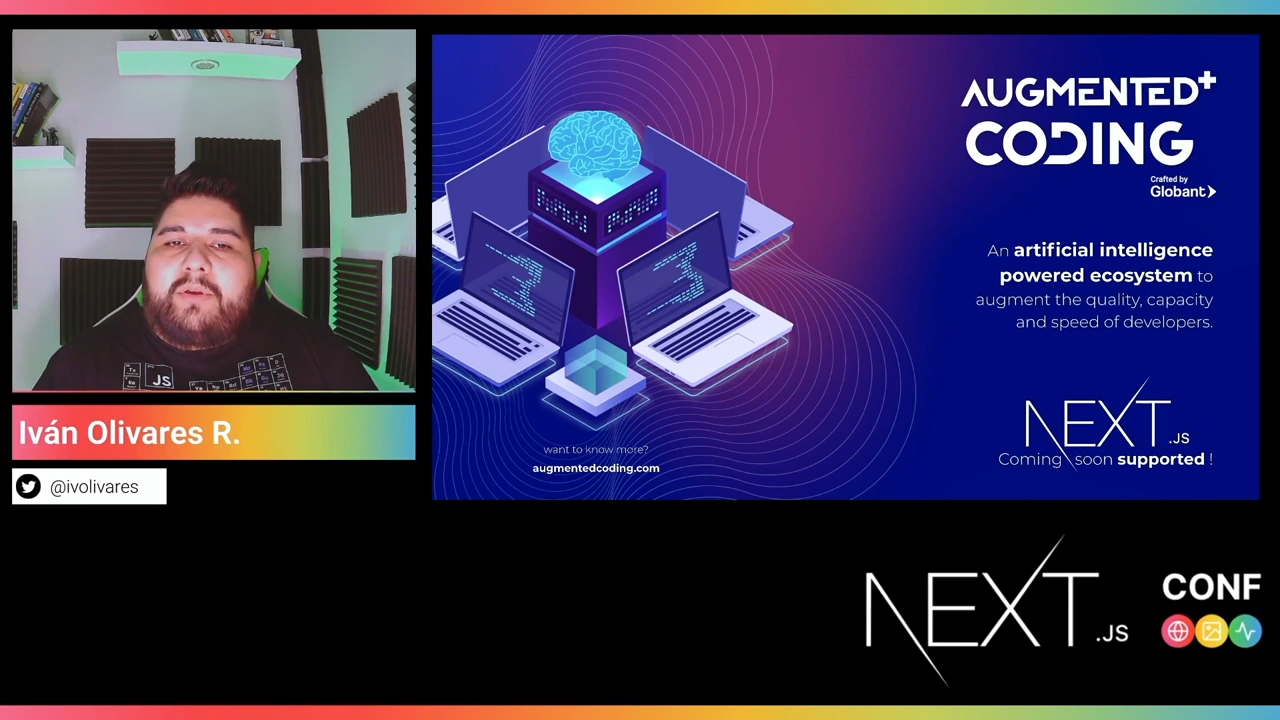 JS
Iván Olivares R.
@ivolivares
AUGMENTED+
CODING
Crafted by
Globant
An artificial intelligence
powered ecosystem to
augment the quality, capacity
and speed of developers.
NEXT.JS
Coming soon supported !
want to know more?
augmentedcoding.com
NEXT.JS
CONF